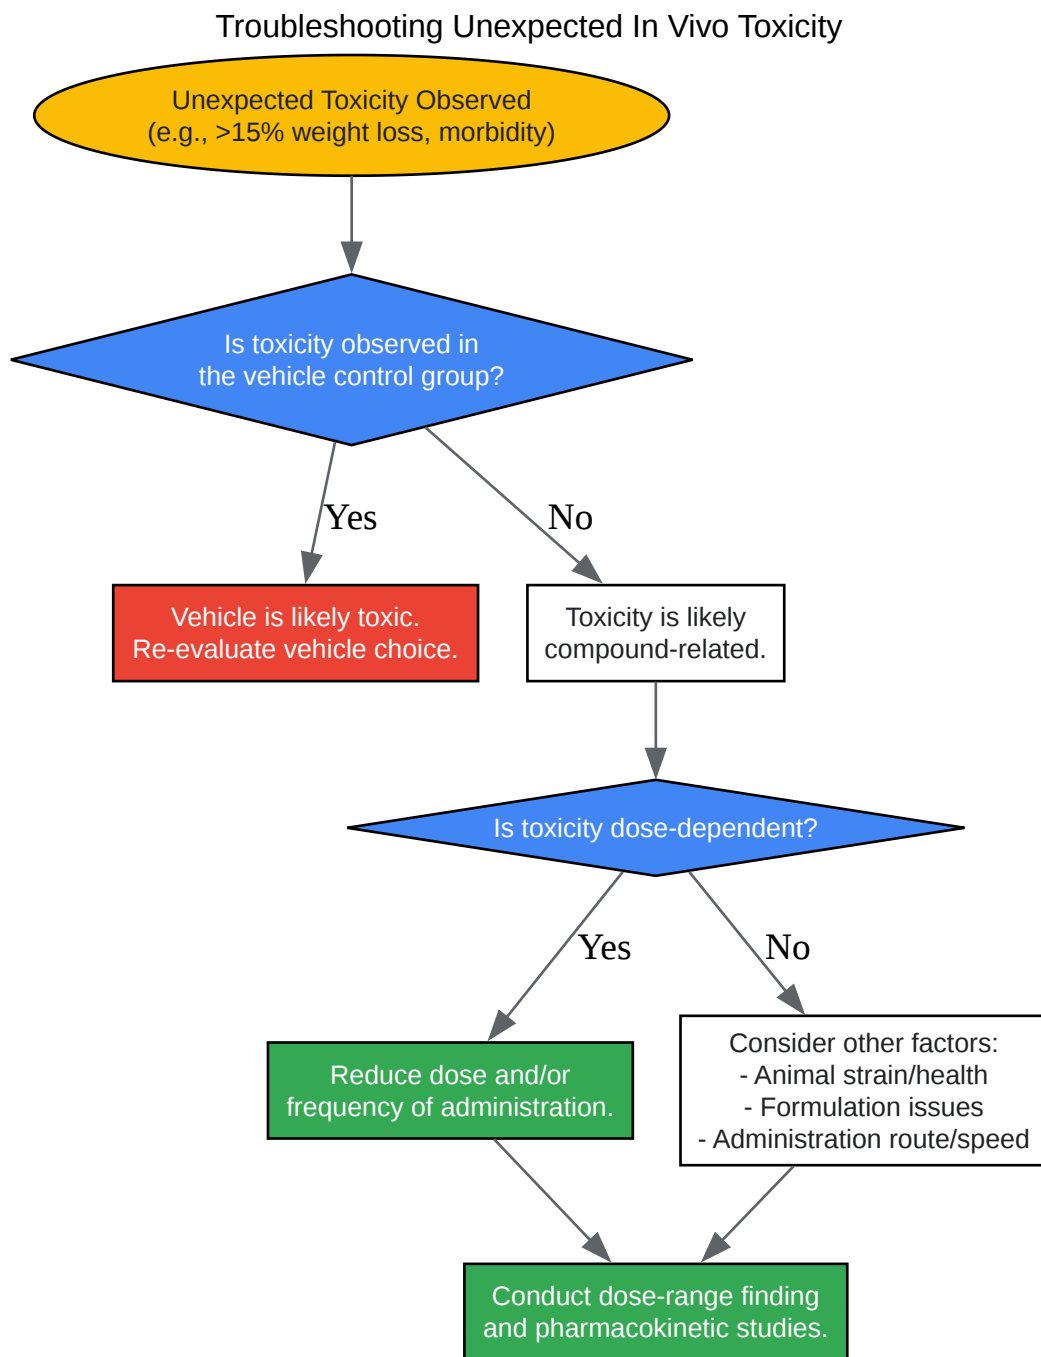 Troubleshooting Unexpected In Vivo Toxicity
Unexpected Toxicity Observed
(e.g., >15% weight loss, morbidity)
Is toxicity observed in
the vehicle control group?
Yes
No
Vehicle is likely toxic.
Re-evaluate vehicle choice.
Toxicity is likely
compound-related.
Is toxicity dose-dependent?
Yes
No
Reduce dose and/or
frequency of administration.
Consider other factors:
- Animal strain/health
- Formulation issues
- Administration route/speed
Conduct dose-range finding
and pharmacokinetic studies.